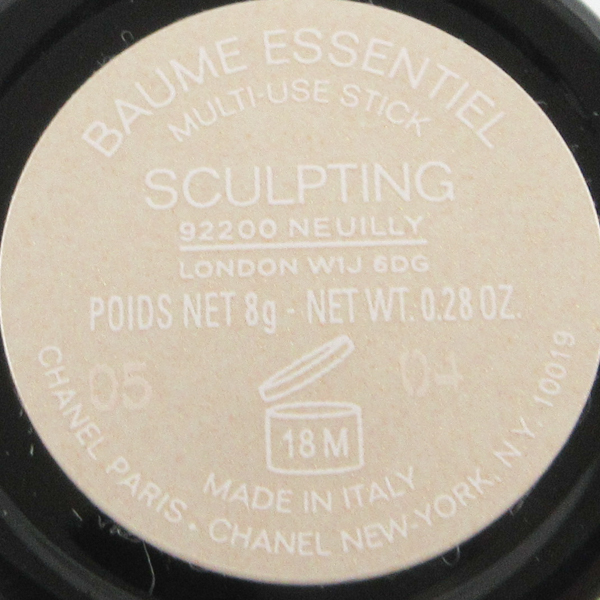 BAUME ESSENTIEL
MULTI-USE STICK
SCULPTING
92200 NEUILLY
LONDON W1J 6DG
POIDS NET 8g - NET WT. 0.28 OZ.
05 04
18 M
MADE IN ITALY
CHANEL PARIS • CHANEL NEW-YORK, N.Y. 10019